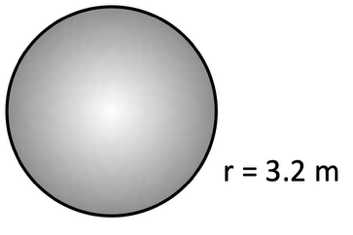 r = 3.2 m